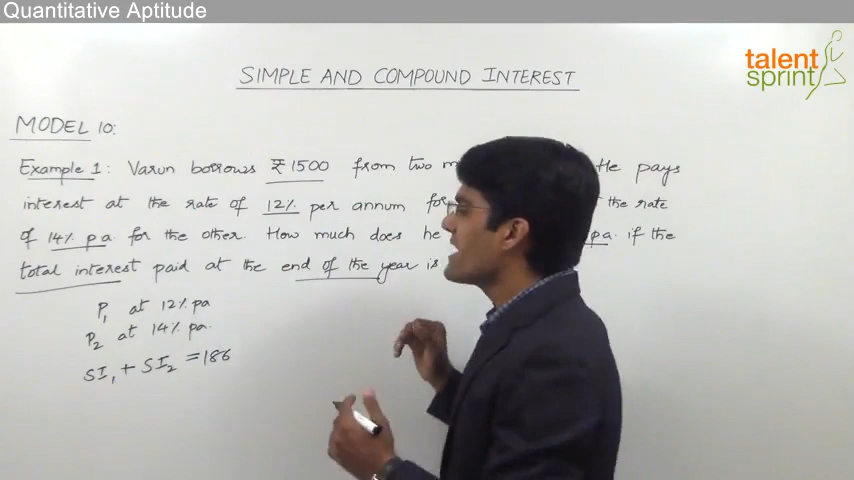 Quantitative Aptitude
talent
sprint
SIMPLE AND COMPOUND INTEREST
MODEL 10:
Example 1: Varun borrows ₹1500 from two He pays
interest at the rate of 12% per annum for the rate
of 14% p a. for the other. How much does he pa. if the
total interest paid at the end of the year is
P1 at 12% pa
P2 at 14% pa.
SI1 + SI2 = 186